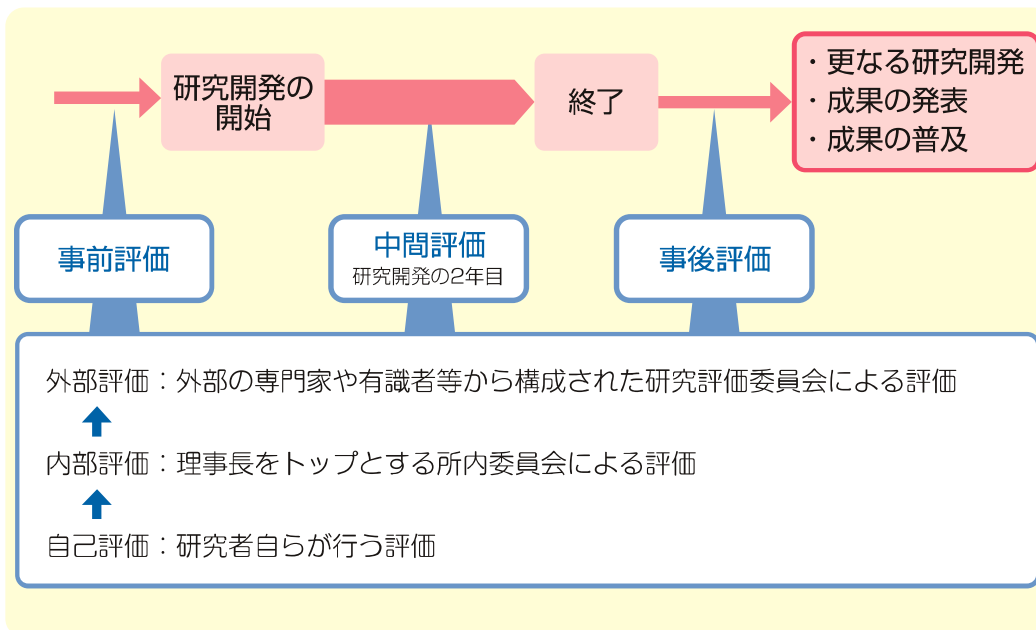 研究開発の
開始
終了
・更なる研究開発
・成果の発表
・成果の普及
事前評価
中間評価
研究開発の2年目
事後評価
外部評価：外部の専門家や有識者等から構成された研究評価委員会による評価
内部評価：理事長をトップとする所内委員会による評価
自己評価：研究者自らが行う評価